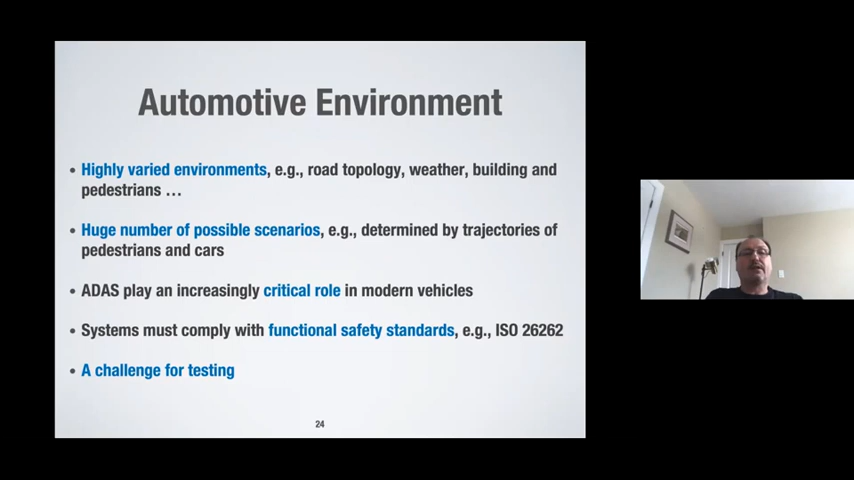 Automotive Environment
• Highly varied environments, e.g., road topology, weather, building and
pedestrians …
• Huge number of possible scenarios, e.g., determined by trajectories of
pedestrians and cars
• ADAS play an increasingly critical role in modern vehicles
• Systems must comply with functional safety standards, e.g., ISO 26262
• A challenge for testing
24